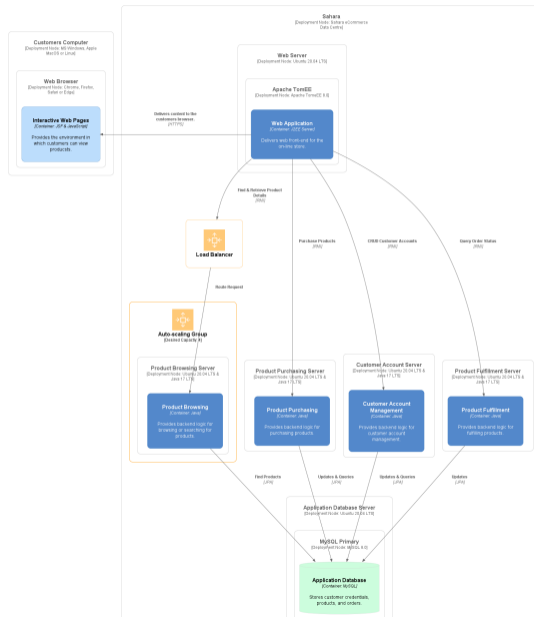 Sahara
[Deployment Node: Sahara eCommerce
Data Centre]
Customers Computer
[Deployment Node: MS Windows, Apple
MacOS or Linux]
Web Server
[Deployment Node: Ubuntu 20.04 LTS]
Web Browser
[Deployment Node: Chrome, Firefox,
Safari or Edge]
Apache TomEE
[Deployment Node: Apache TomEE 8.0]
Interactive Web Pages
[Container: JSP & JavaScript]
Provides the environment in
which customers can view
products.
Delivers content to the
customers browser.
[HTTPS]
Web Application
[Container: J2EE Server]
Delivers web front-end for the
on-line store.
Find & Retrieve Product
Details
[RMI]
Purchase Products
[RMI]
CRUD Customer Accounts
[RMI]
Query Order Status
[RMI]
Load Balancer
Route Request
Auto-scaling Group
[Desired Capacity 4]
Product Browsing Server
[Deployment Node: Ubuntu 20.04 LTS &
Java 17 LTS]
Product Purchasing Server
[Deployment Node: Ubuntu 20.04 LTS &
Java 17 LTS]
Customer Account Server
[Deployment Node: Ubuntu 20.04 LTS &
Java 17 LTS]
Product Fulfilment Server
[Deployment Node: Ubuntu 20.04 LTS &
Java 17 LTS]
Product Browsing
[Container: Java]
Provides backend logic for
browsing or searching for
products.
Product Purchasing
[Container: Java]
Provides backend logic for
purchasing products.
Customer Account
Management
[Container: Java]
Provides backend logic for
customer account
management
Product Fulfilment
[Container: Java]
Provides backend logic for
fulfilling products.
Find Products
[JPA]
Updates & Queries
[JPA]
Updates & Queries
[JPA]
Updates
[JPA]
Application Database Server
[Deployment Node: Ubuntu 20.04 LTS]
MySQL Primary
[Deployment Node: MySQL 8.0]
Application Database
[Container: MySQL]
Stores customer credentials,
products, and orders.